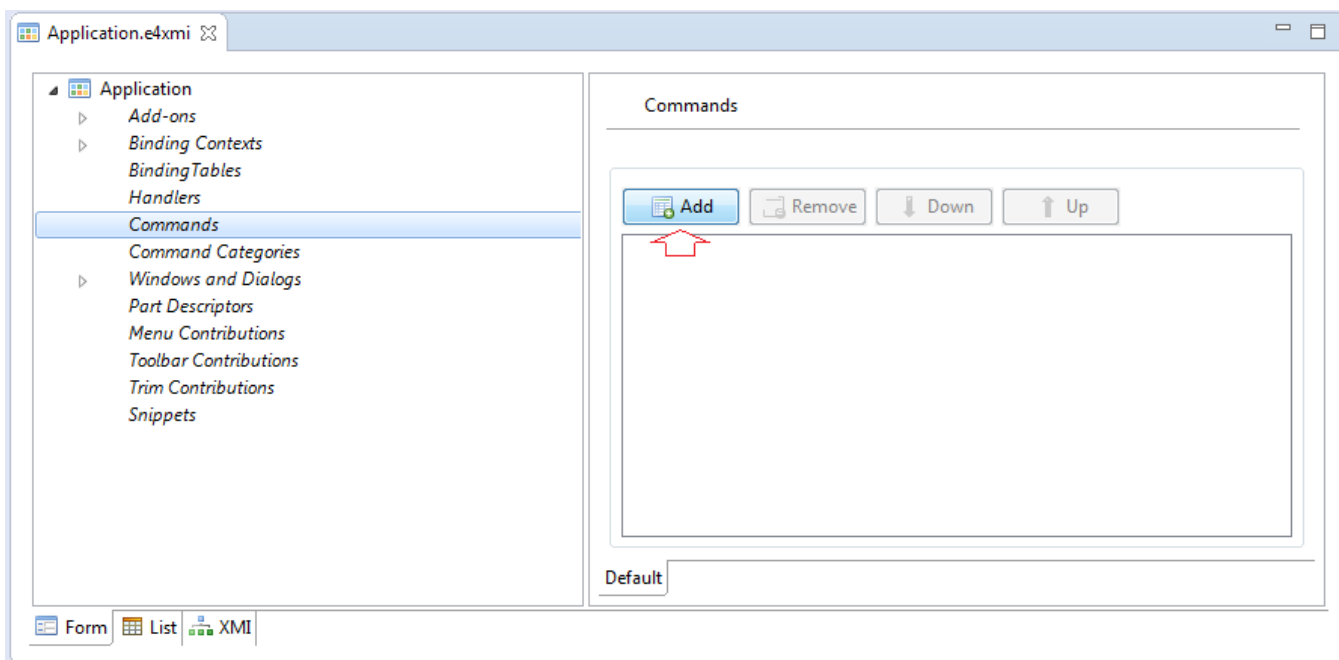 Application.e4xmi
Application
Add-ons
Binding Contexts
BindingTables
Handlers
Commands
Command Categories
Windows and Dialogs
Part Descriptors
Menu Contributions
Toolbar Contributions
Trim Contributions
Snippets
Commands
Add Remove Down Up
Default
Form List XMI